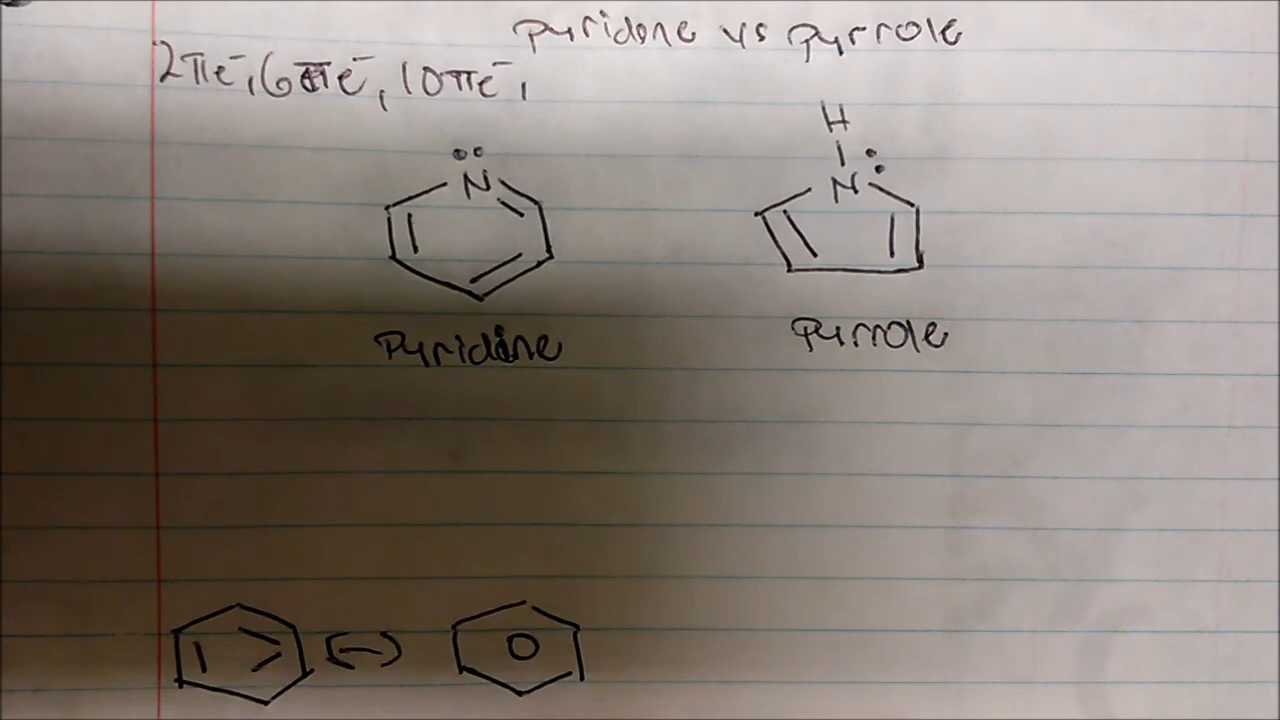 pyridine vs pyrrole
2πe⁻, 6πe⁻, 10πe⁻,
H
N
N
Pyridine
Pyrrole